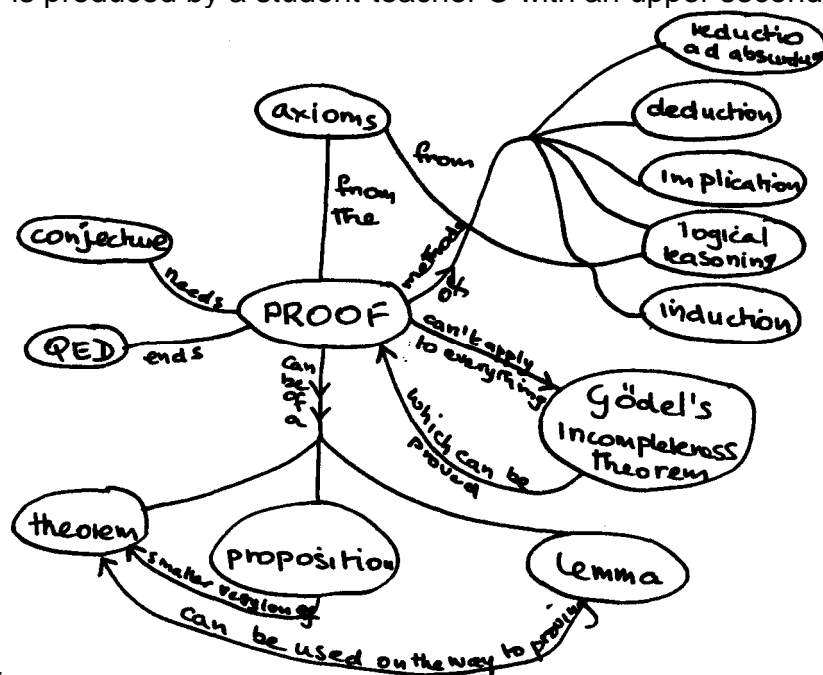 is produced by a student teacher C with an upper second
reductio
ad absurdum
axioms
deduction
from
from
the
implication
conjecture
logical
reasoning
needs
methods
of
PROOF
induction
QED
ends
can't apply
to everything
can
be
of
a
Gödel's
incompleteness
theorem
which can be
proved
theorem
proposition
lemma
smaller version of
can be used on the way to proving